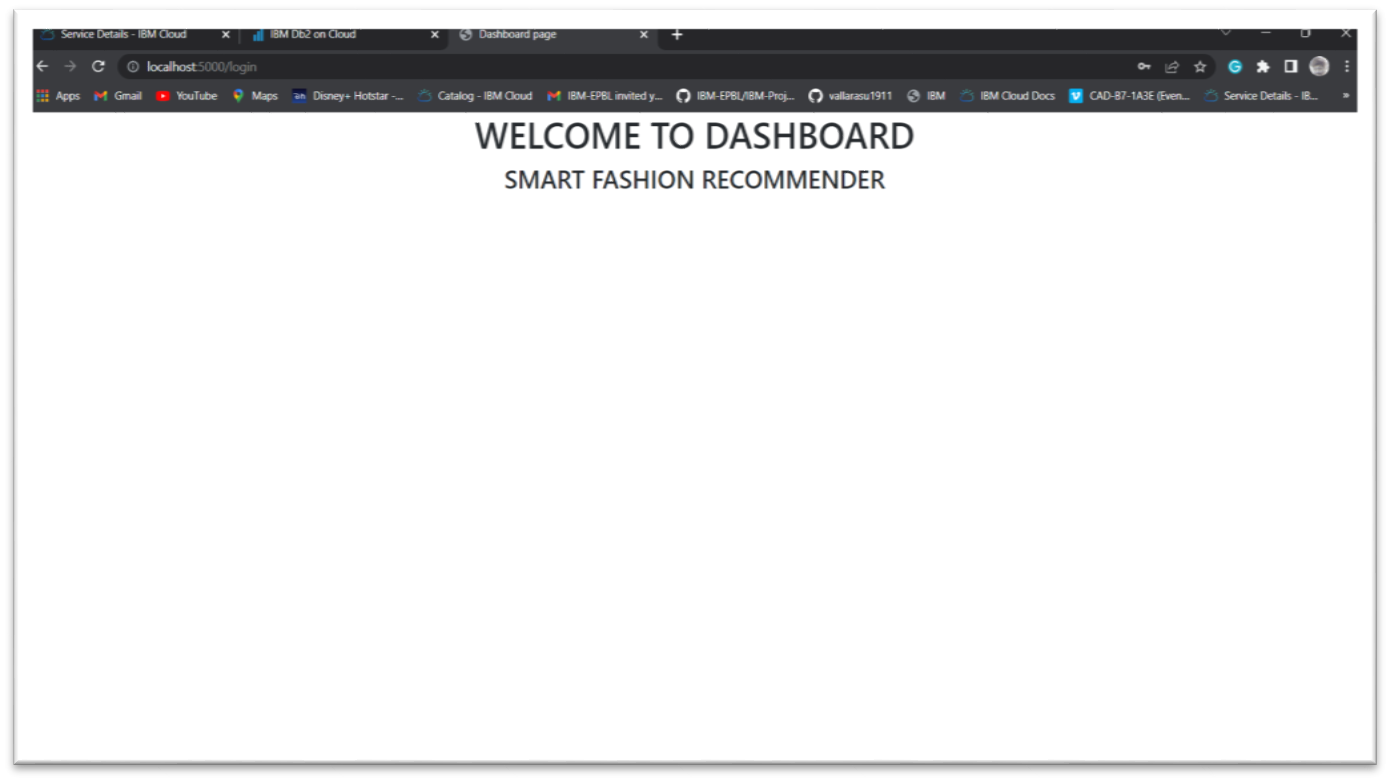 Service Details - IBM Cloud IBM Db2 on Cloud Dashboard page
localhost:5000/login
Apps Gmail YouTube Maps Disney+ Hotstar -... Catalog - IBM Cloud IBM-EPBL invited y... IBM-EPBL/IBM-Proj... vallarasu1911 IBM IBM Cloud Docs CAD-87-1A3E (Even... Service Details - IB... »
WELCOME TO DASHBOARD
SMART FASHION RECOMMENDER